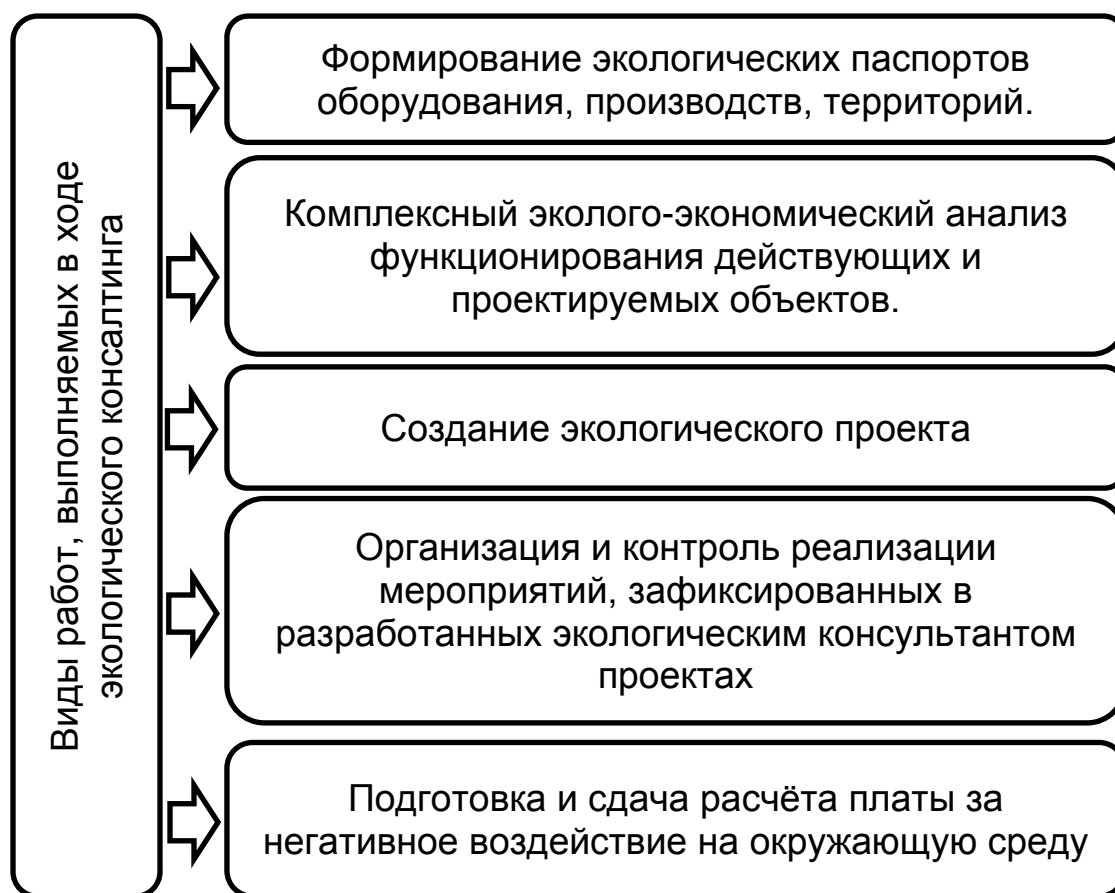 Виды работ, выполняемых в ходе
экологического консалтинга
Формирование экологических паспортов
оборудования, производств, территорий.
Комплексный эколого-экономический анализ
функционирования действующих и
проектируемых объектов.
Создание экологического проекта
Организация и контроль реализации
мероприятий, зафиксированных в
разработанных экологическим консультантом
проектах
Подготовка и сдача расчёта платы за
негативное воздействие на окружающую среду